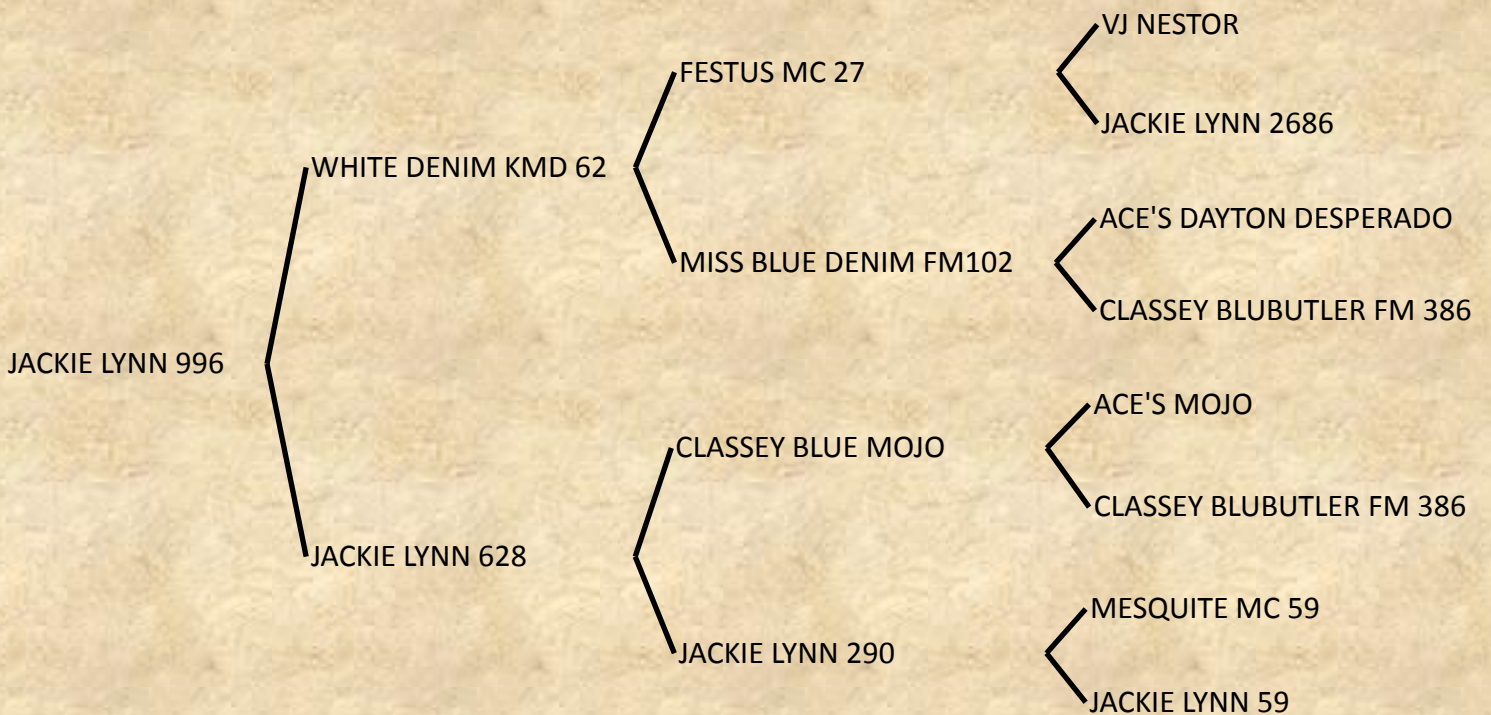 VJ NESTOR
FESTUS MC 27
JACKIE LYNN 2686
WHITE DENIM KMD 62
ACE'S DAYTON DESPERADO
MISS BLUE DENIM FM102
CLASSEY BLUBUTLER FM 386
JACKIE LYNN 996
ACE'S MOJO
CLASSEY BLUE MOJO
CLASSEY BLUBUTLER FM 386
JACKIE LYNN 628
MESQUITE MC 59
JACKIE LYNN 290
JACKIE LYNN 59